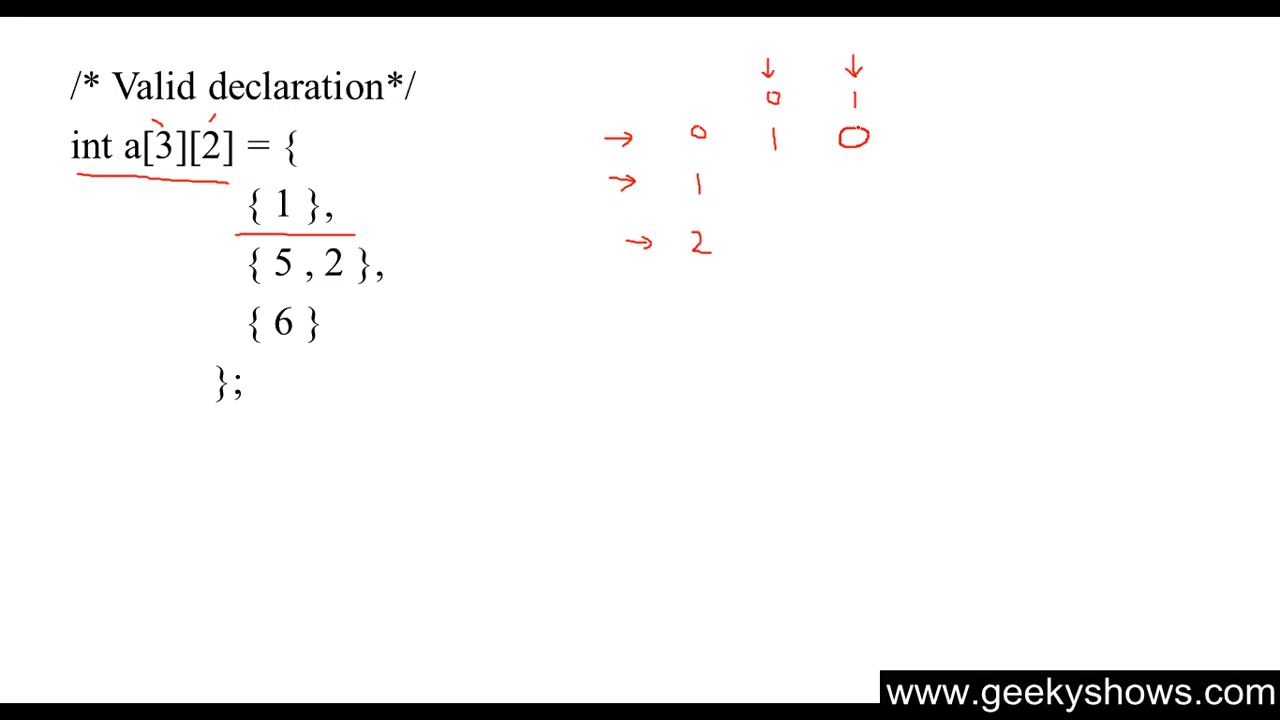 /* Valid declaration*/
int a[3][2] = {
{ 1 },
{ 5 , 2 },
{ 6 }
};
↓ ↓
0 1
→ 0 1 0
→ 1
→ 2
www.geekyshows.com